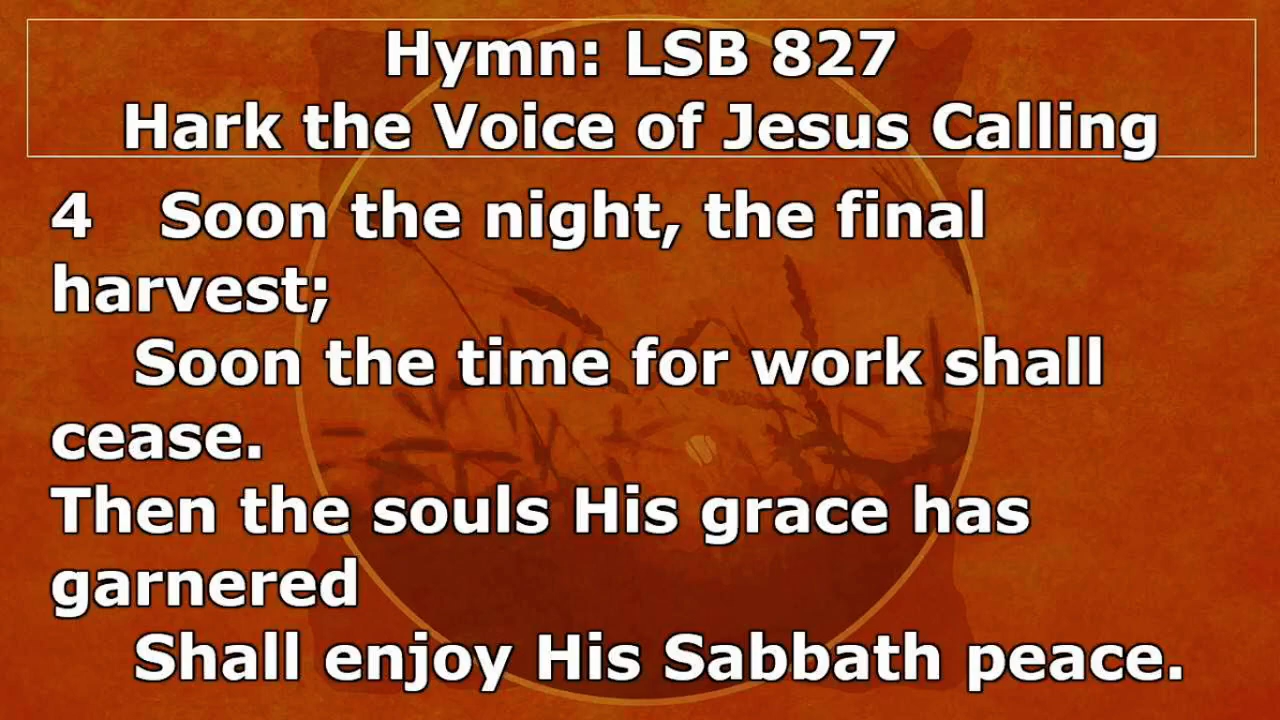 Hymn: LSB 827
Hark the Voice of Jesus Calling
4 Soon the night, the final
harvest;
Soon the time for work shall
cease.
Then the souls His grace has
garnered
Shall enjoy His Sabbath peace.